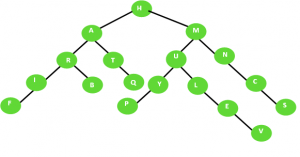 H
A M
R T U N
I B Q Y L C
F P E S
V